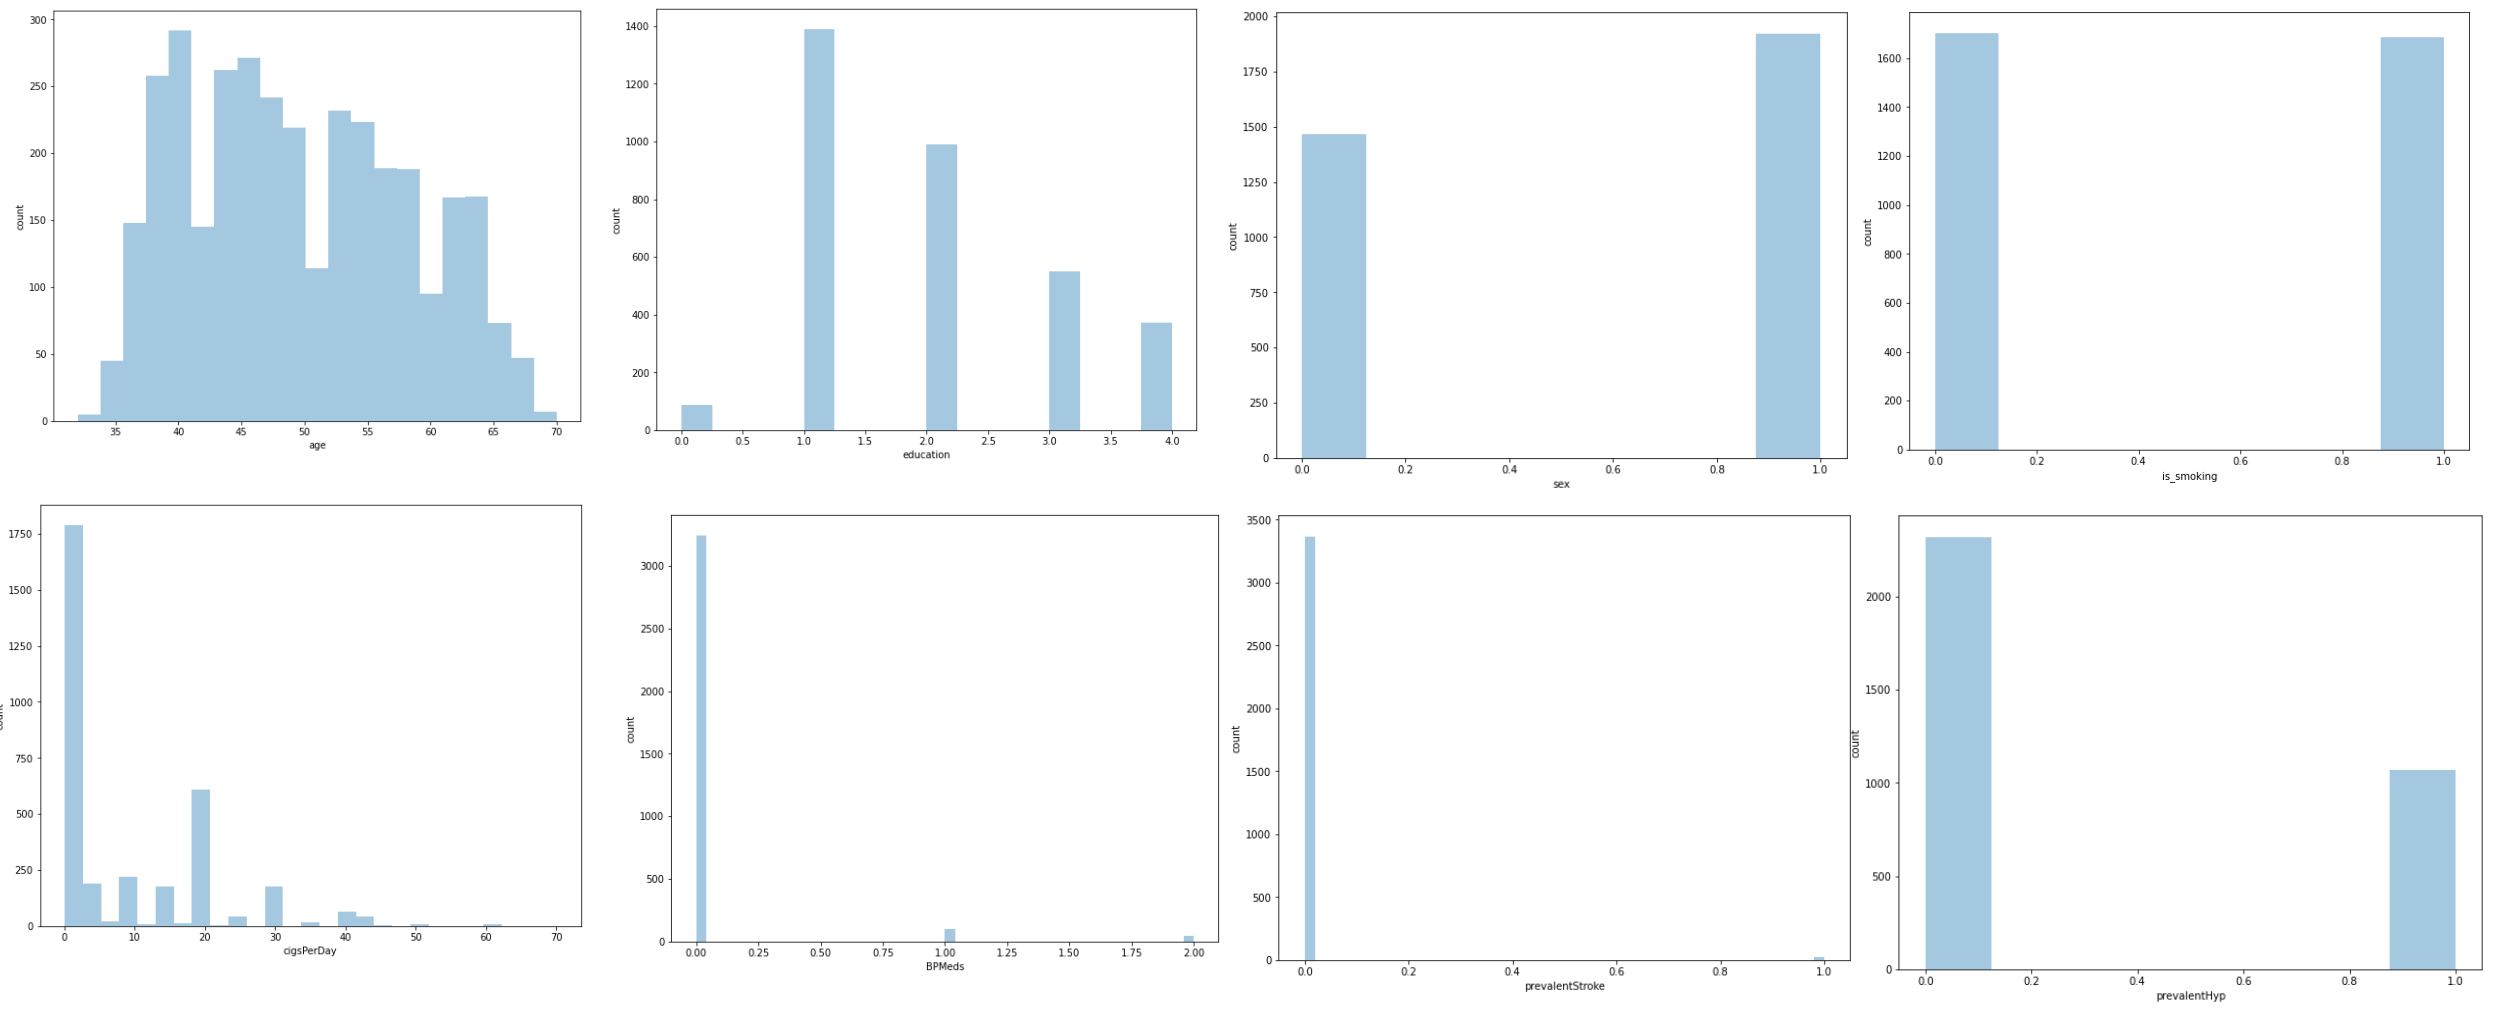 300
250
200
150
100
50
0
count
35 40 45 50 55 60 65 70
age
1400
1200
1000
800
600
400
200
0
count
0.0 0.5 1.0 1.5 2.0 2.5 3.0 3.5 4.0
education
2000
1750
1500
1250
1000
750
500
250
0
count
0.0 0.2 0.4 0.6 0.8 1.0
sex
1600
1400
1200
1000
800
600
400
200
0
count
0.0 0.2 0.4 0.6 0.8 1.0
is_smoking
1750
1500
1250
1000
750
500
250
0
count
0 10 20 30 40 50 60 70
cigsPerDay
3000
2500
2000
1500
1000
500
0
count
0.00 0.25 0.50 0.75 1.00 1.25 1.50 1.75 2.00
BPMeds
3500
3000
2500
2000
1500
1000
500
0
count
0.0 0.2 0.4 0.6 0.8 1.0
prevalentStroke
2000
1500
1000
500
0
count
0.0 0.2 0.4 0.6 0.8 1.0
prevalentHyp